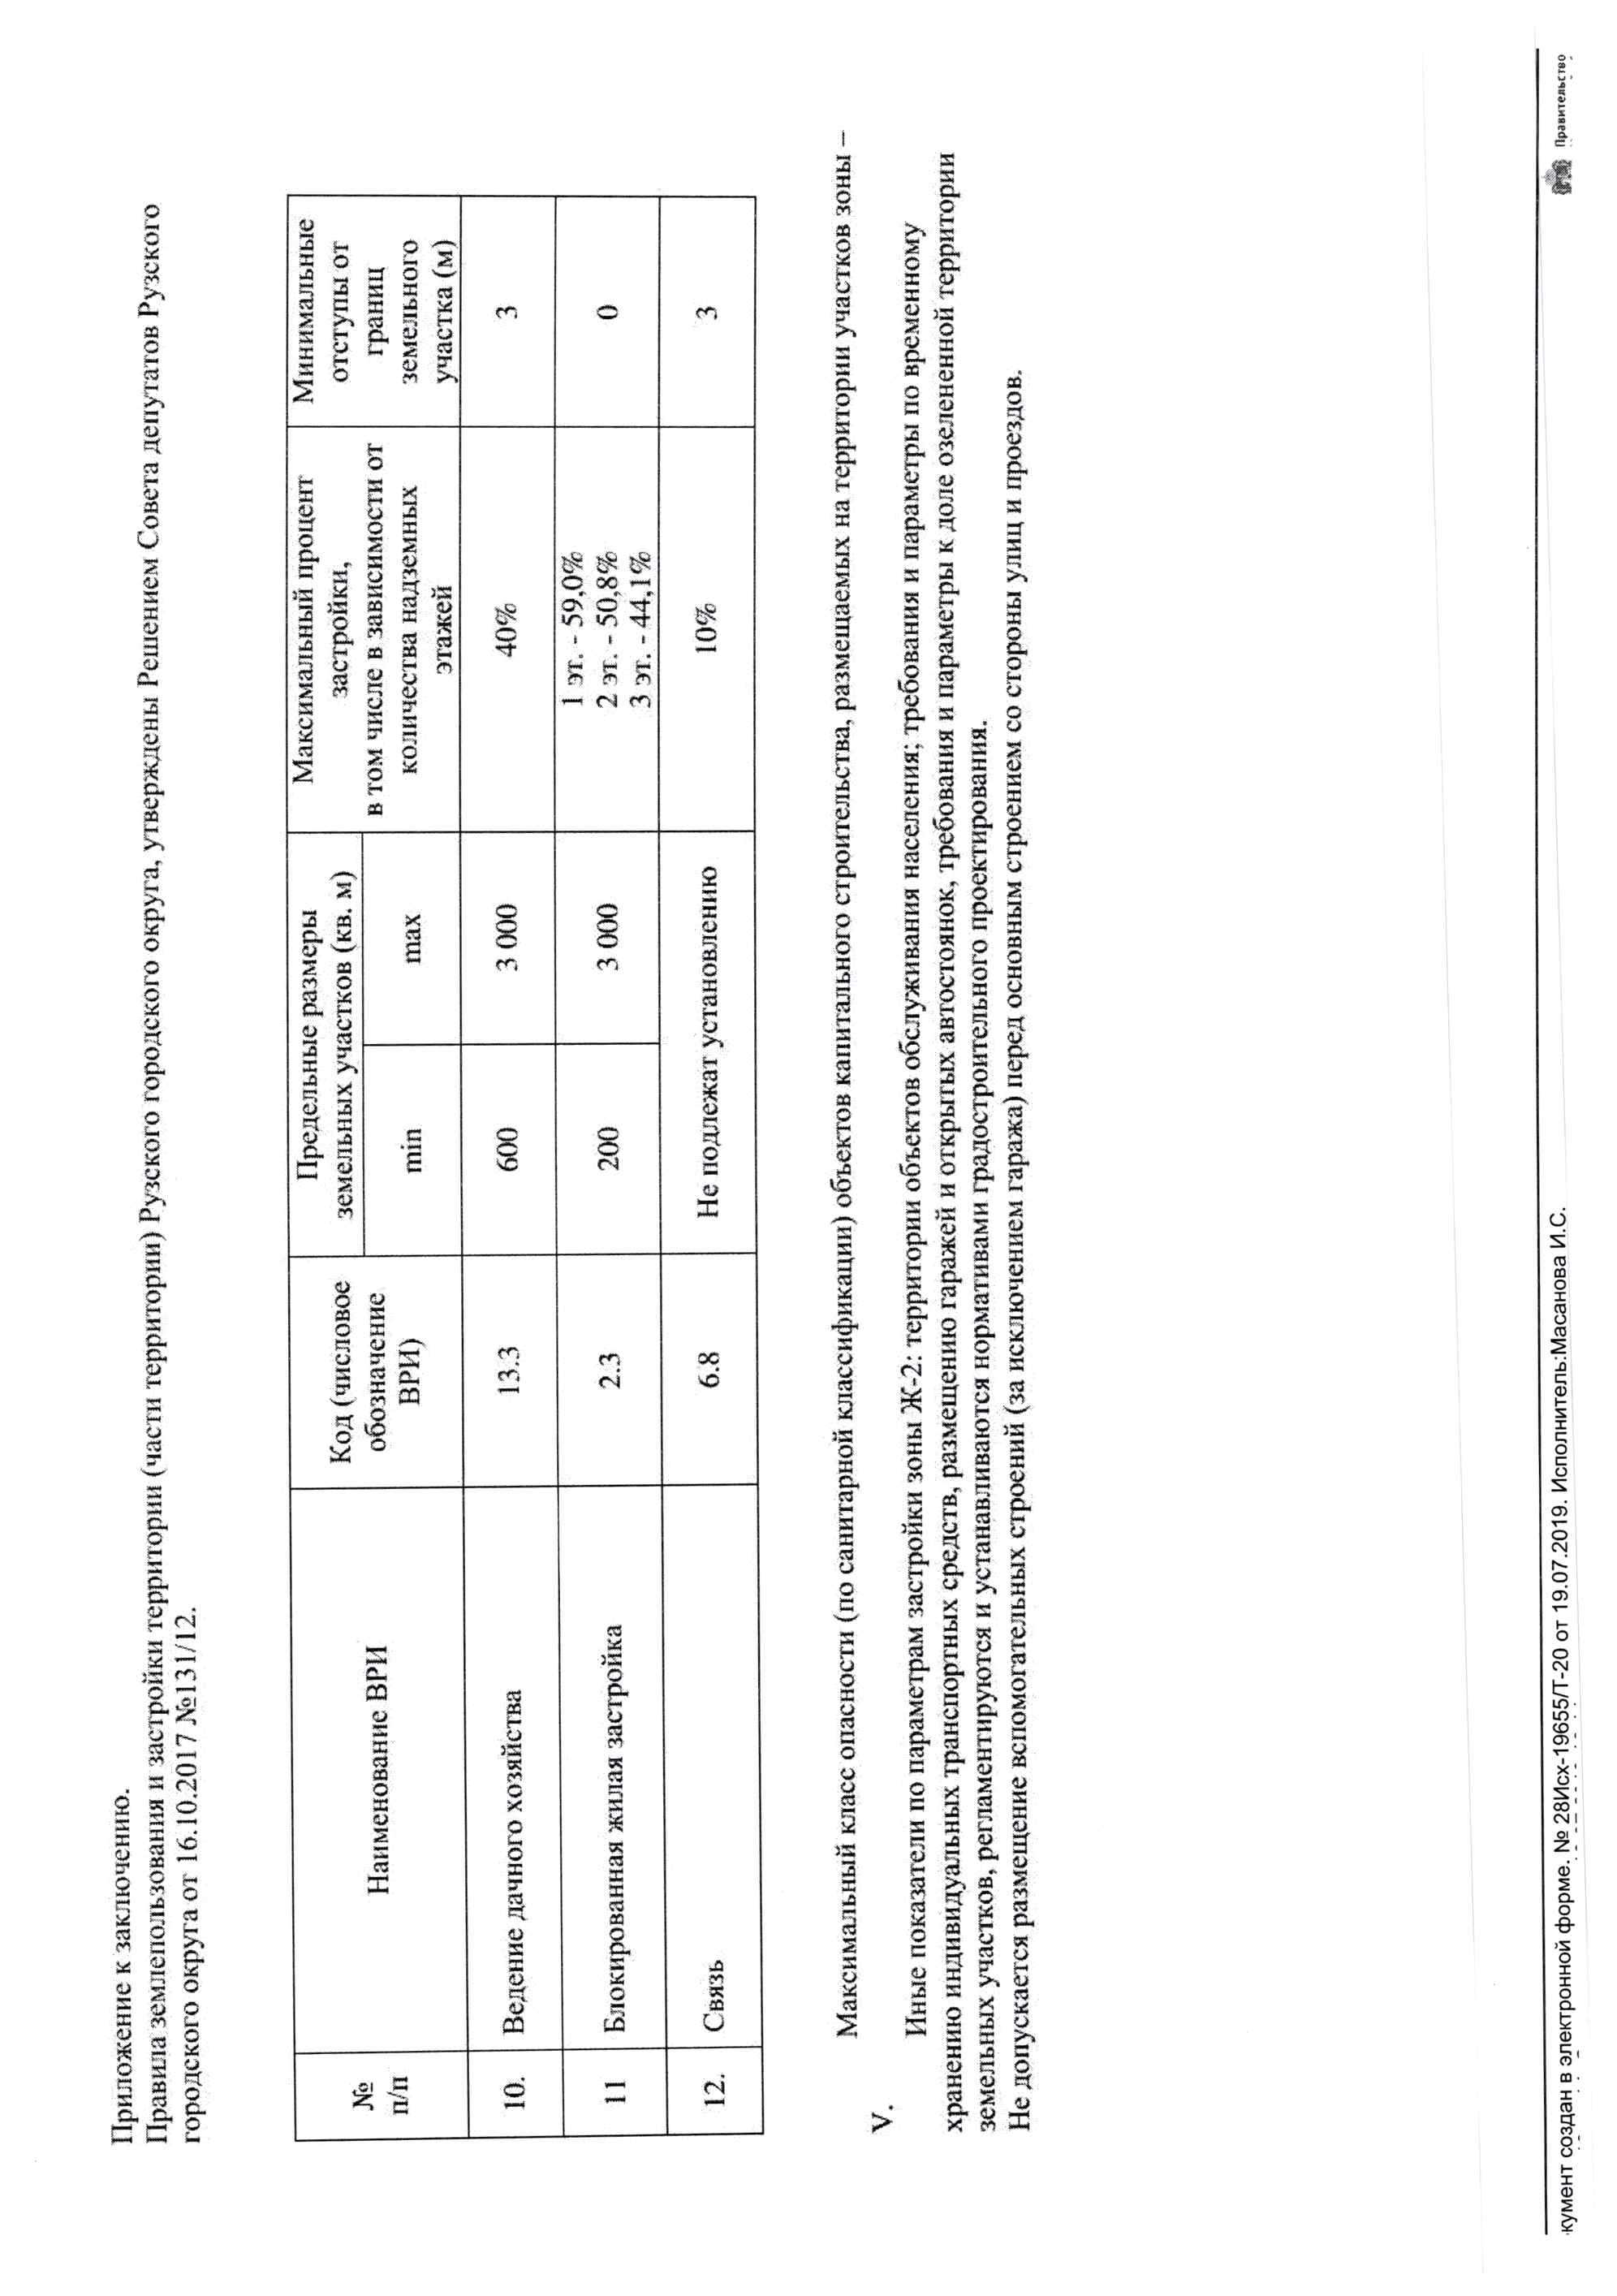 Приложение к заключению.
Правила землепользования и застройки территории (части территории) Рузского городского округа, утверждены Решением Совета депутатов Рузского
городского округа от 16.10.2017 №131/12.
№
п/п
Наименование ВРИ
Код (числовое
обозначение
ВРИ)
Предельные размеры
земельных участков (кв. м)
min
max
Максимальный процент
застройки,
в том числе в зависимости от
количества надземных
этажей
Минимальные
отступы от
границ
земельного
участка (м)
10. Ведение дачного хозяйства 13.3 600 3 000 40% 3
11 Блокированная жилая застройка 2.3 200 3 000 1 эт. - 59,0% 0
2 эт. - 50,8%
3 эт. - 44,1%
12. Связь 6.8 Не подлежат установлению 10% 3
Максимальный класс опасности (по санитарной классификации) объектов капитального строительства, размещаемых на территории участков зоны –
V.
Иные показатели по параметрам застройки зоны Ж-2: территории объектов обслуживания населения; требования и параметры по временному
хранению индивидуальных транспортных средств, размещению гаражей и открытых автостоянок, требования и параметры к доле озелененной территории
земельных участков, регламентируются и устанавливаются нормативами градостроительного проектирования.
Не допускается размещение вспомогательных строений (за исключением гаража) перед основным строением со стороны улиц и проездов.
кумент создан в электронной форме. № 28Исх-19655/Т-20 от 19.07.2019. Исполнитель:Масанова И.С.
Правительство